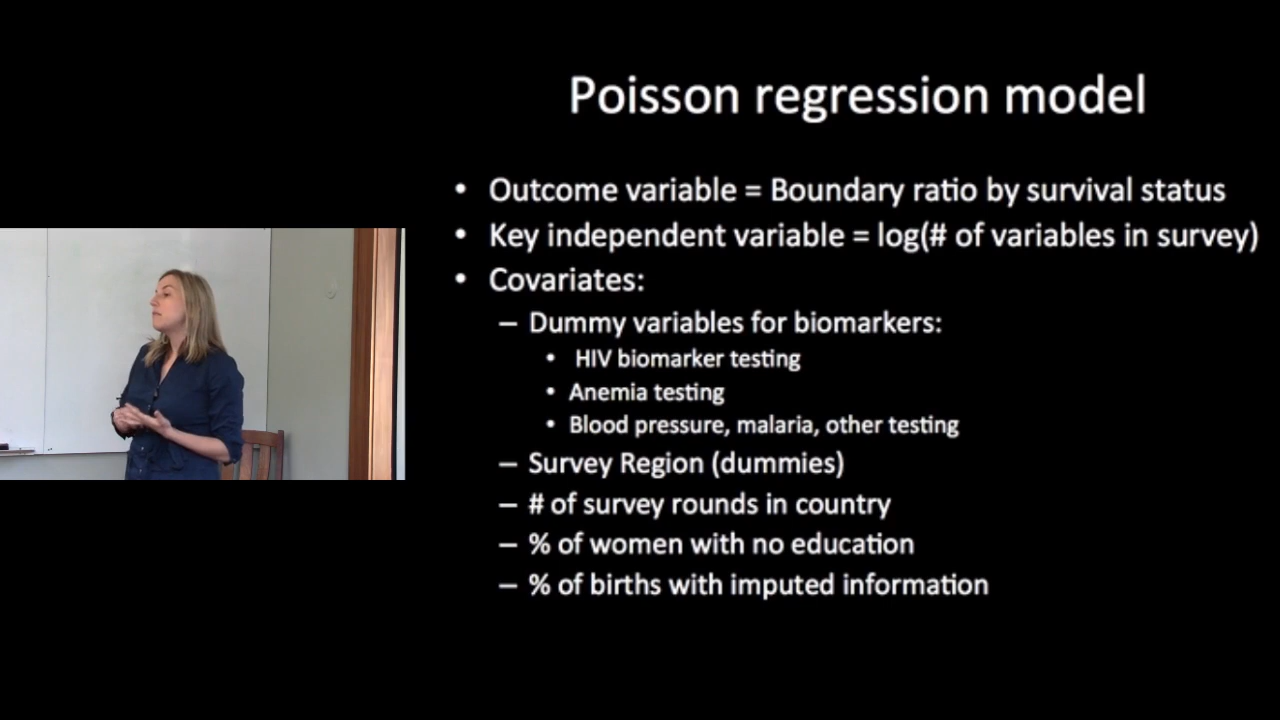 Poisson regression model
• Outcome variable = Boundary ratio by survival status
• Key independent variable = log(# of variables in survey)
• Covariates:
– Dummy variables for biomarkers:
• HIV biomarker testing
• Anemia testing
• Blood pressure, malaria, other testing
– Survey Region (dummies)
– # of survey rounds in country
– % of women with no education
– % of births with imputed information